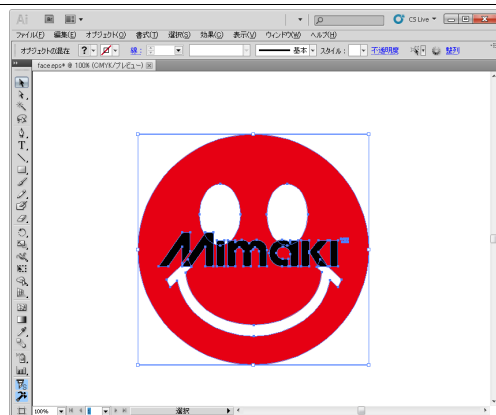 Ai Br CS Live
ファイル(F) 編集(E) オブジェクト(O) 書式(T) 選択(S) 効果(C) 表示(V) ウィンドウ(W) ヘルプ(H)
オブジェクトの混在 ? 線: 基本 スタイル: 不透明度 整列
face.eps* @ 100% (CMYK/プレビュー)
Mimaki
100% 選択